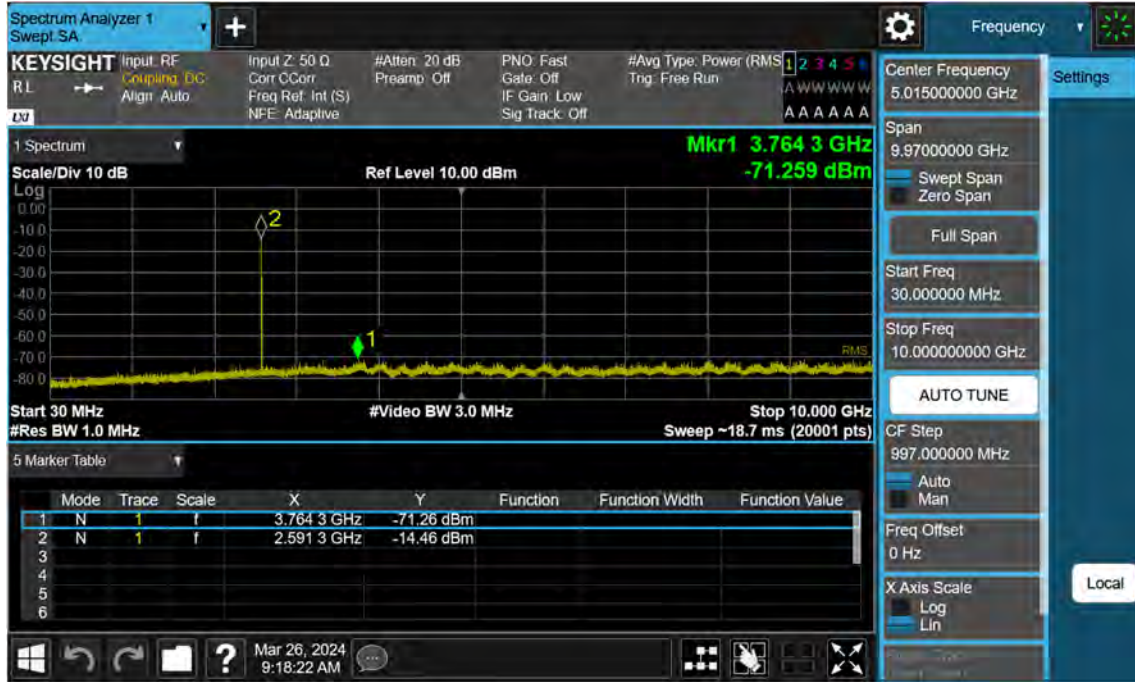 Spectrum Analyzer 1
Swept SA
Frequency
KEYSIGHT
RL
LXI
Input: RF
Coupling: DC
Align: Auto
Input Z: 50 Ω
Corr CCorr
Freq Ref: Int (S)
NFE: Adaptive
#Atten: 20 dB
Preamp: Off
PNO: Fast
Gate: Off
IF Gain: Low
Sig Track: Off
#Avg Type: Power (RMS
Trig: Free Run
1 2 3 4 5 6
A W W W W W
A A A A A A
1 Spectrum
Mkr1 3.764 3 GHz
Scale/Div 10 dB
Ref Level 10.00 dBm
-71.259 dBm
Log
0.00
-10.0
-20.0
-30.0
-40.0
-50.0
-60.0
-70.0
-80.0
2
1
RMS
Start 30 MHz
#Video BW 3.0 MHz
Stop 10.000 GHz
#Res BW 1.0 MHz
Sweep ~18.7 ms (20001 pts)
5 Marker Table
Mode Trace Scale X Y Function Function Width Function Value
1 N 1 f 3.764 3 GHz -71.26 dBm
2 N 1 f 2.591 3 GHz -14.46 dBm
3
4
5
6
Mar 26, 2024
9:18:22 AM
Center Frequency
5.015000000 GHz
Settings
Span
9.97000000 GHz
Swept Span
Zero Span
Full Span
Start Freq
30.000000 MHz
Stop Freq
10.000000000 GHz
AUTO TUNE
CF Step
997.000000 MHz
Auto
Man
Freq Offset
0 Hz
X Axis Scale
Log
Lin
Local